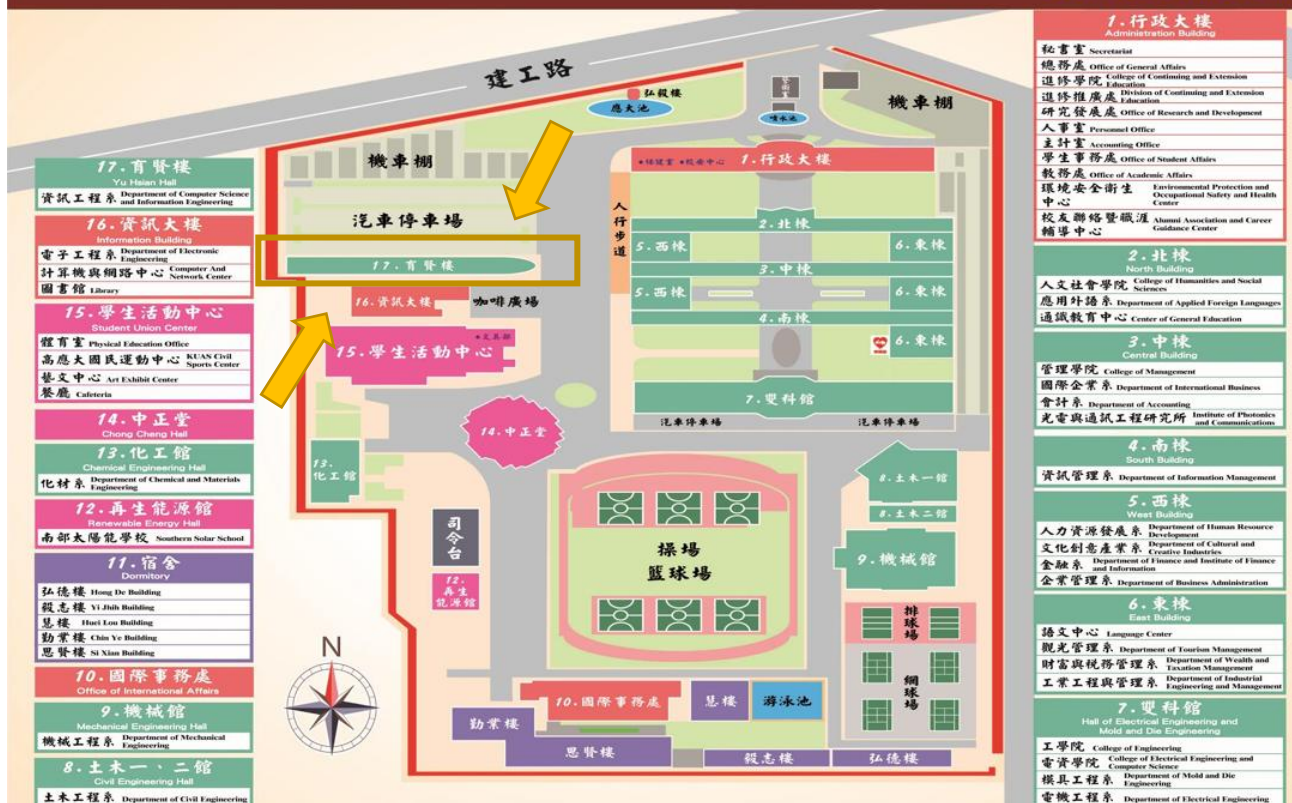 建工路
弘毅樓
應大池
警衛室
噴水池
機車棚
機車棚
•保健室 •校安中心 1.行政大樓
汽車停車場
人行步道
2.北棟
5.西棟
6.東棟
17.育賢樓
3.中棟
16.資訊大樓
咖啡廣場
5.西棟
6.東棟
4.南棟
•文具部
15.學生活動中心
6.東棟
7.雙科館
汽車停車場
汽車停車場
14.中正堂
13.
化工館
8.土木一館
8.土木二館
司令台
操場
籃球場
9.機械館
12.
再生
能源館
排球場
網球場
N
10.國際事務處
慧樓
游泳池
勤業樓
思賢樓
毅志樓
弘德樓
17.育賢樓
Yu Hsian Hall
資訊工程系 Department of Computer Science and Information Engineering
16.資訊大樓
Information Building
電子工程系 Department of Electronic Engineering
計算機與網路中心 Computer And Network Center
圖書館 Library
15.學生活動中心
Student Union Center
體育室 Physical Education Office
高應大國民運動中心 KUAN Civil Sports Center
藝文中心 Art Exhibit Center
餐廳 Cafeteria
14.中正堂
Chong Cheng Hall
13.化工館
Chemical Engineering Hall
化材系 Department of Chemical and Materials Engineering
12.再生能源館
Renewable Energy Hall
南部太陽能學校 Southern Solar School
11.宿舍
Dormitory
弘德樓 Hong De Building
毅志樓 Yi Jhih Building
慧樓 Huei Lou Building
勤業樓 Chin Ye Building
思賢樓 Si Xian Building
10.國際事務處
Office of International Affairs
9.機械館
Mechanical Engineering Hall
機械工程系 Department of Mechanical Engineering
8.土木一、二館
Civil Engineering Hall
土木工程系 Department of Civil Engineering
1.行政大樓
Administration Building
秘書室 Secretariat
總務處 Office of General Affairs
進修學院 College of Continuing and Extension Education
進修推廣處 Division of Continuing and Extension Education
研究發展處 Office of Research and Development
人事室 Personnel Office
主計室 Accounting Office
學生事務處 Office of Student Affairs
教務處 Office of Academic Affairs
環境安全衛生中心 Environmental Protection and Occupational Safety and Health Center
校友聯絡暨職涯輔導中心 Alumni Association and Career Guidance Center
2.北棟
North Building
人文社會學院 College of Humanities and Social Sciences
應用外語系 Department of Applied Foreign Languages
通識教育中心 Center of General Education
3.中棟
Central Building
管理學院 College of Management
國際企業系 Department of International Business
會計系 Department of Accounting
光電與通訊工程研究所 Institute of Photonics and Communications
4.南棟
South Building
資訊管理系 Department of Information Management
5.西棟
West Building
人力資源發展系 Department of Human Resource Development
文化創意產業系 Department of Cultural and Creative Industries
金融系 Department of Finance and Institute of Finance and Information
企業管理系 Department of Business Administration
6.東棟
East Building
語文中心 Language Center
觀光管理系 Department of Tourism Management
財富與稅務管理系 Department of Wealth and Taxation Management
工業工程與管理系 Department of Industrial Engineering and Management
7.雙科館
Hall of Electrical Engineering and Mold and Die Engineering
工學院 College of Engineering
電資學院 College of Electrical Engineering and Computer Science
模具工程系 Department of Mold and Die Engineering
電機工程系 Department of Electrical Engineering